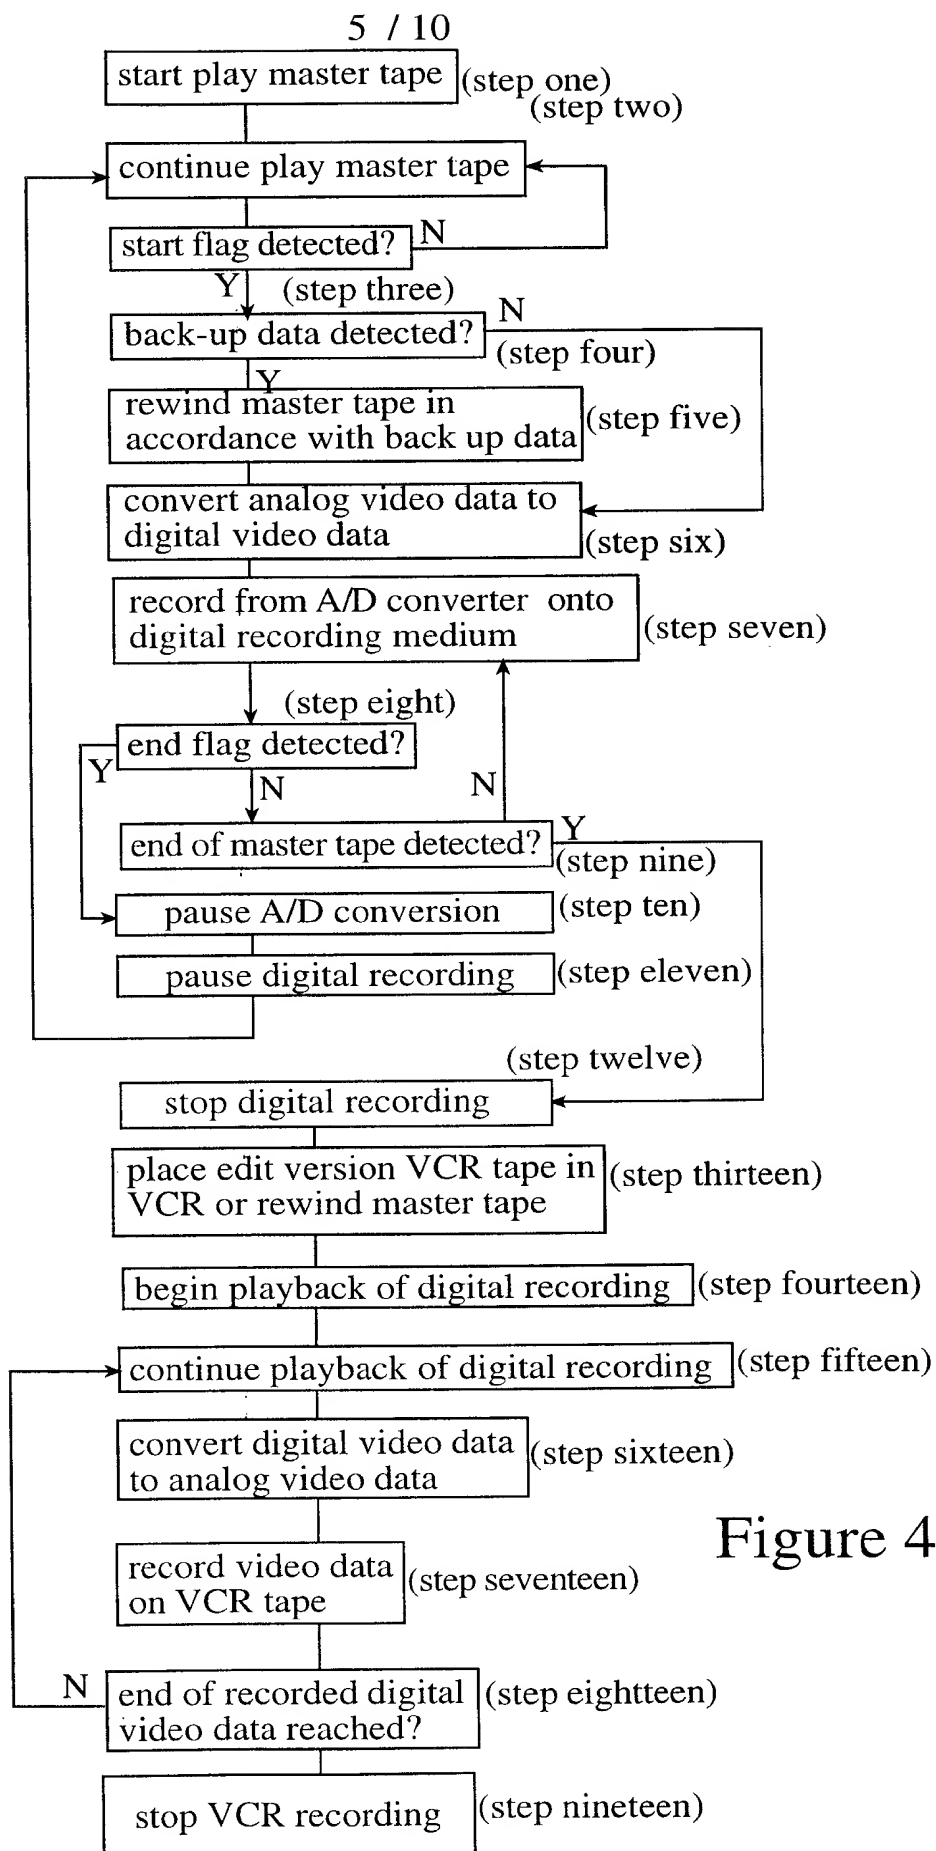 5 / 10
start play master tape
(step one)
(step two)
continue play master tape
start flag detected?
N
Y
(step three)
back-up data detected?
N
(step four)
Y
rewind master tape in
accordance with back up data
(step five)
convert analog video data to
digital video data
(step six)
record from A/D converter onto
digital recording medium
(step seven)
(step eight)
end flag detected?
Y
N
N
end of master tape detected?
Y
(step nine)
pause A/D conversion
(step ten)
pause digital recording
(step eleven)
(step twelve)
stop digital recording
place edit version VCR tape in
VCR or rewind master tape
(step thirteen)
begin playback of digital recording
(step fourteen)
continue playback of digital recording
(step fifteen)
convert digital video data
to analog video data
(step sixteen)
Figure 4
record video data
on VCR tape
(step seventeen)
N
end of recorded digital
video data reached?
(step eightteen)
stop VCR recording
(step nineteen)